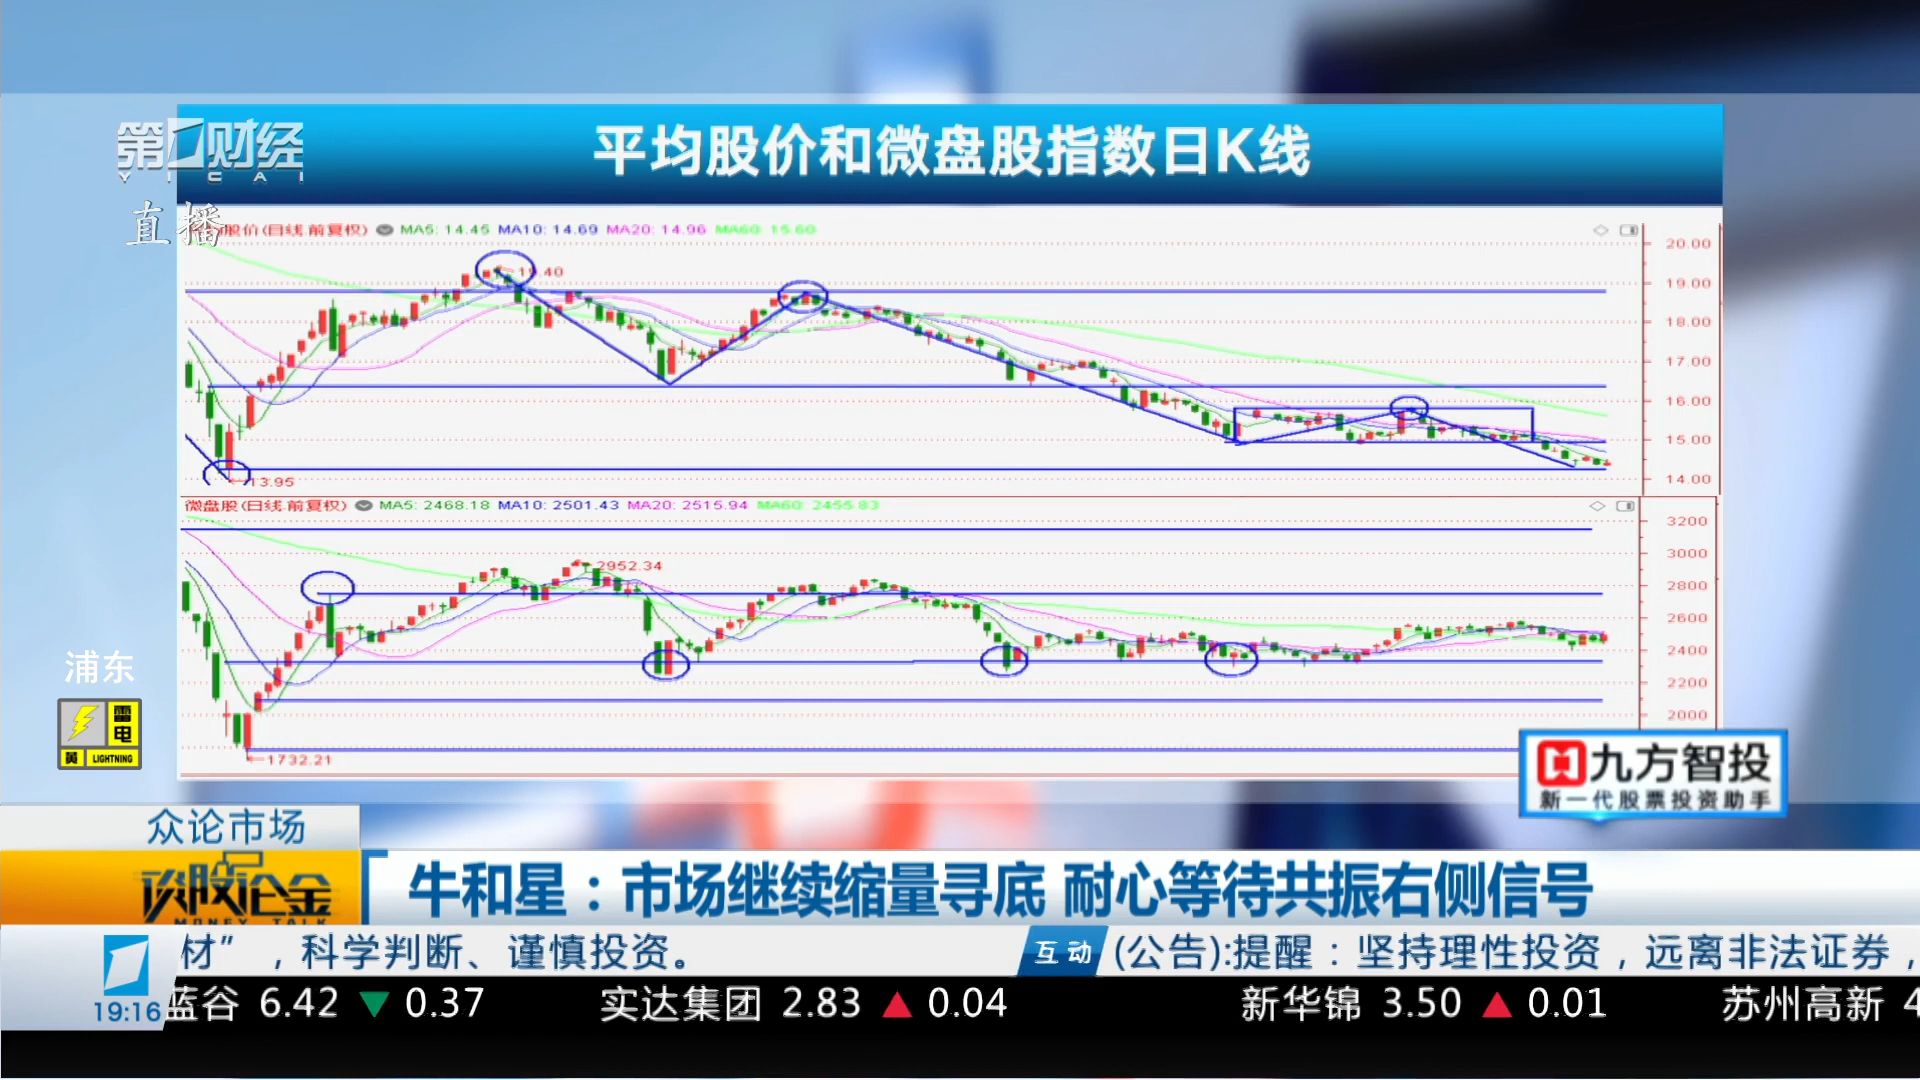 平均股价和微盘股指数日K线
第一财经
YICAI
直播
股价(日线.前复权) MA5: 14.45 MA10: 14.69 MA20: 14.96 MA60: 15.60
20.00
19.40
19.00
18.00
17.00
16.00
15.00
14.00
13.95
微盘股(日线.前复权) MA5: 2468.18 MA10: 2501.43 MA20: 2515.94 MA60: 2455.83
3200
3000
2952.34
2800
2600
2400
2200
2000
1732.21
浦东
雷电
黄 LIGHTNING
九方智投
新一代股票投资助手
众论市场
谈股论金
MONEY TALK
牛和星：市场继续缩量寻底 耐心等待共振右侧信号
材”，科学判断、谨慎投资。 互动 (公告):提醒：坚持理性投资，远离非法证券，
19:16
蓝谷 6.42 ▼ 0.37 实达集团 2.83 ▲ 0.04 新华锦 3.50 ▲ 0.01 苏州高新 4